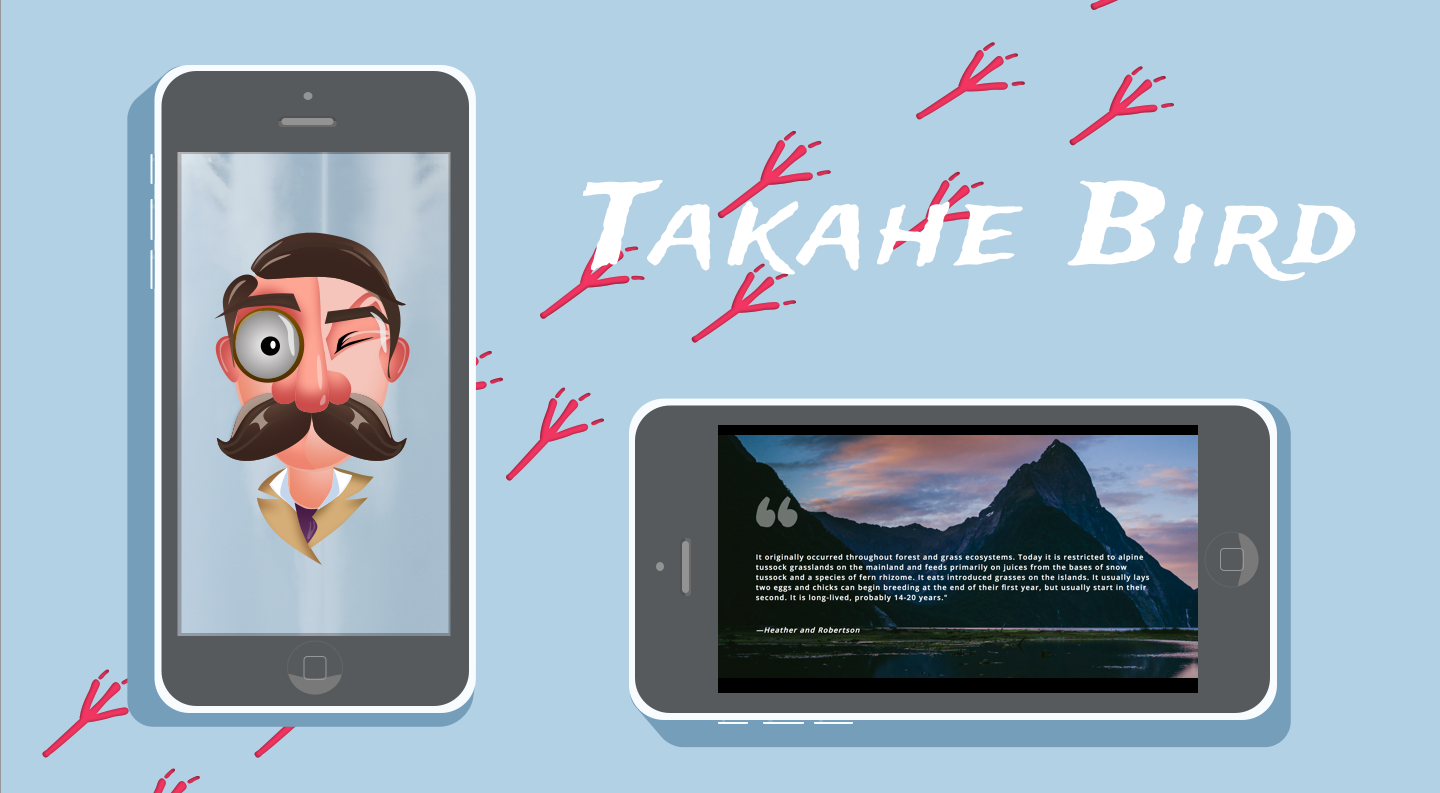 Takahe Bird
It originally occurred throughout forest and grass ecosystems. Today it is restricted to alpine
tussock grasslands on the mainland and feeds primarily on juices from the bases of snow
tussock and a species of fern rhizome. It eats introduced grasses on the islands. It usually lays
two eggs and chicks can begin breeding at the end of their first year, but usually start in their
second. It is long-lived, probably 14-20 years."
—Heather and Robertson